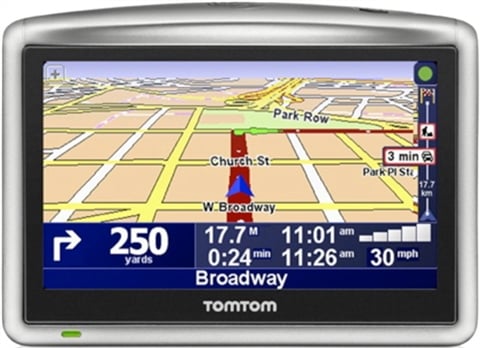 Park Row
Church St
3 min
Park Pl Sta
17.7
km
W Broadway
250
yards
17.7 M 11:01 am
0:24 min 11:26 am 30 mph
Broadway
TOMTOM